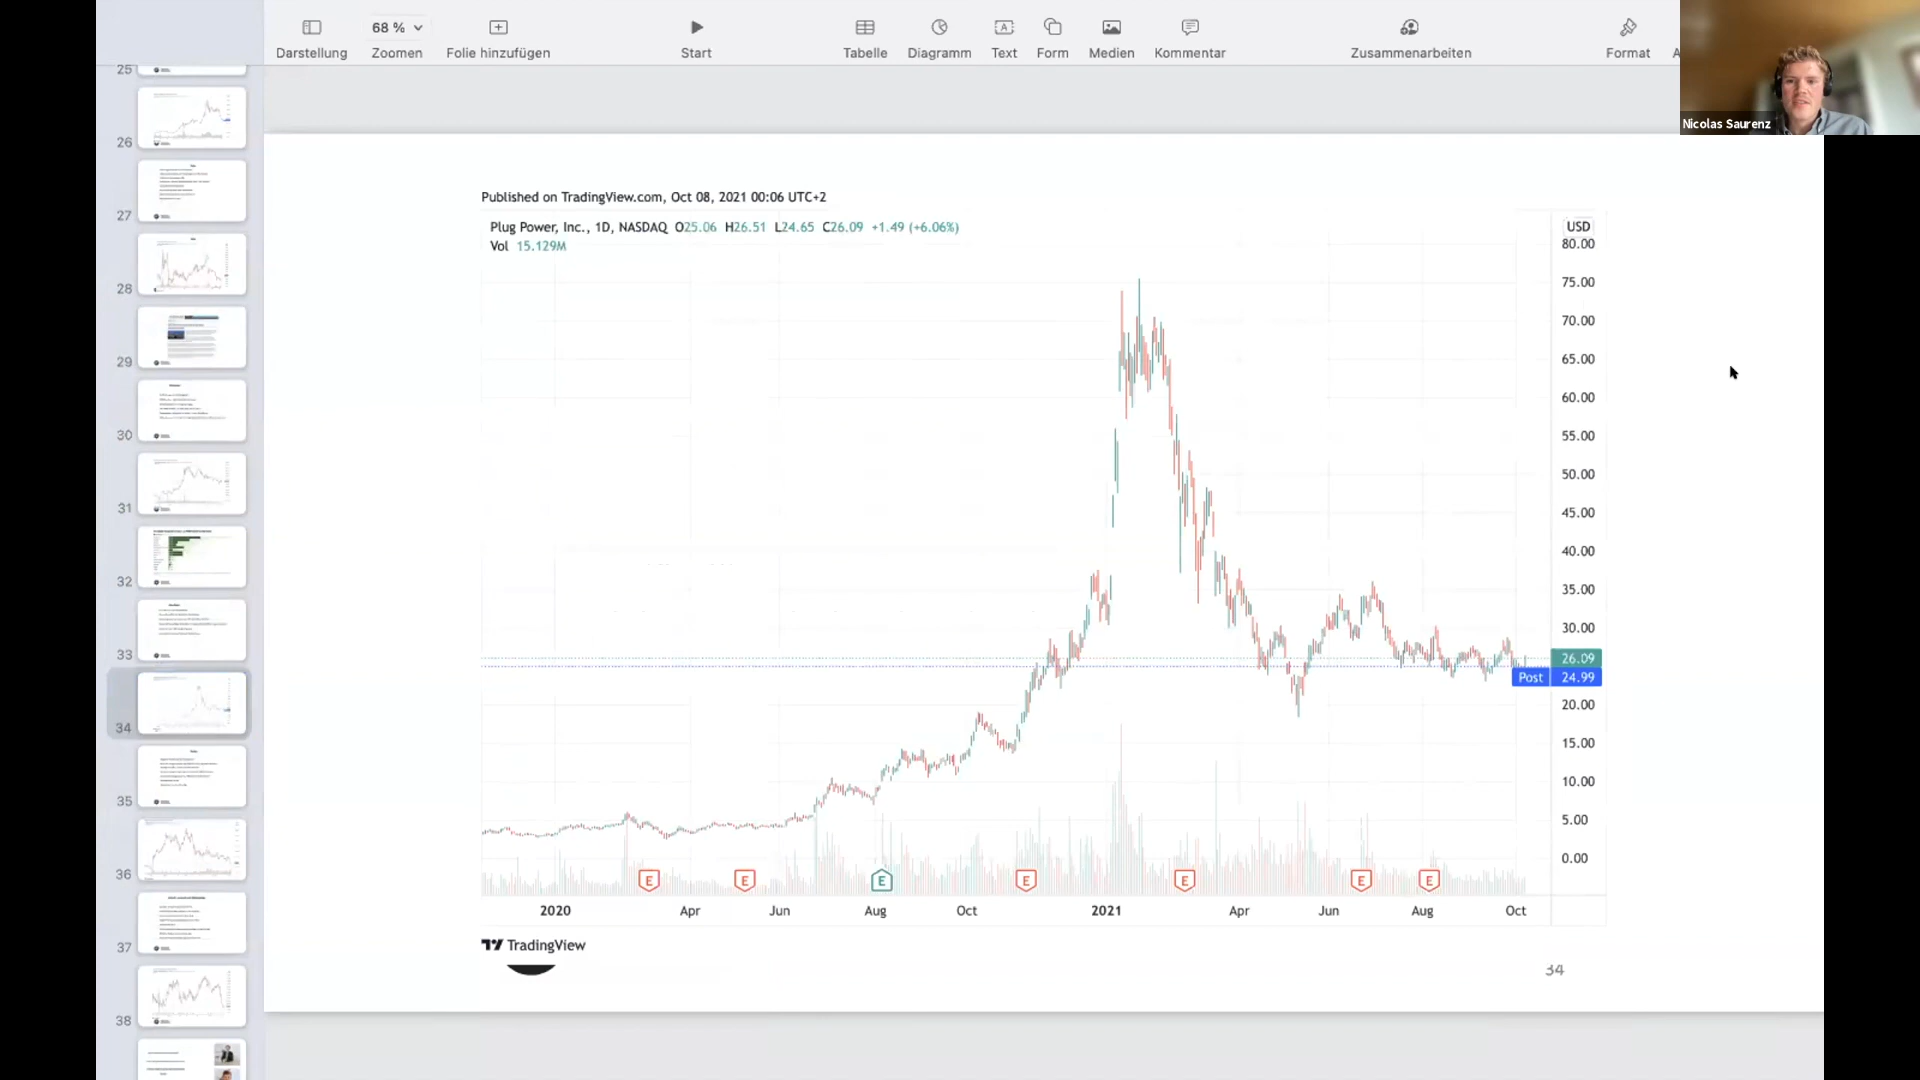 Darstellung
68 %
Zoomen
Folie hinzufügen
Start
Tabelle
Diagramm
Text
Form
Medien
Kommentar
Zusammenarbeiten
Format
A
Nicolas Saurenz
25
26
27
28
29
30
31
32
33
34
35
36
37
38
Published on TradingView.com, Oct 08, 2021 00:06 UTC+2
Plug Power, Inc., 1D, NASDAQ O25.06 H26.51 L24.65 C26.09 +1.49 (+6.06%)
Vol 15.129M
USD
80.00
75.00
70.00
65.00
60.00
55.00
50.00
45.00
40.00
35.00
30.00
26.09
Post 24.99
20.00
15.00
10.00
5.00
0.00
E E E E E E E
2020 Apr Jun Aug Oct 2021 Apr Jun Aug Oct
TradingView
34